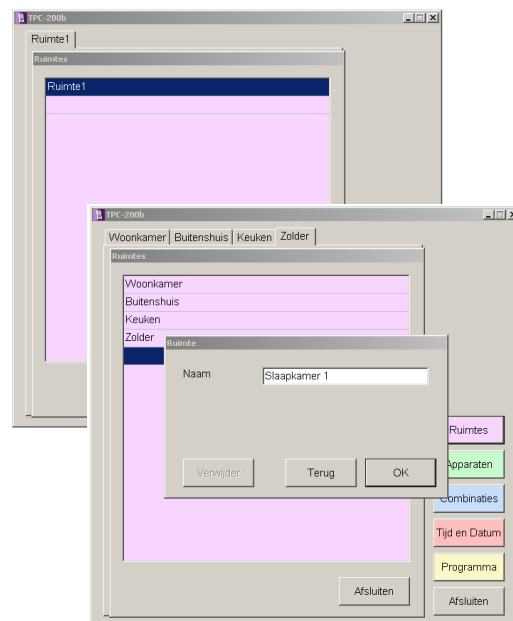 TPC-200b
Ruimte1
Ruimtes
Ruimte1
TPC-200b
Woonkamer Buitenshuis Keuken Zolder
Ruimtes
Woonkamer
Buitenshuis
Keuken
Zolder
Ruimte
Naam Slaapkamer 1
Verwijder Terug OK
Ruimtes
Apparaten
Combinaties
Tijd en Datum
Programma
Afsluiten
Afsluiten